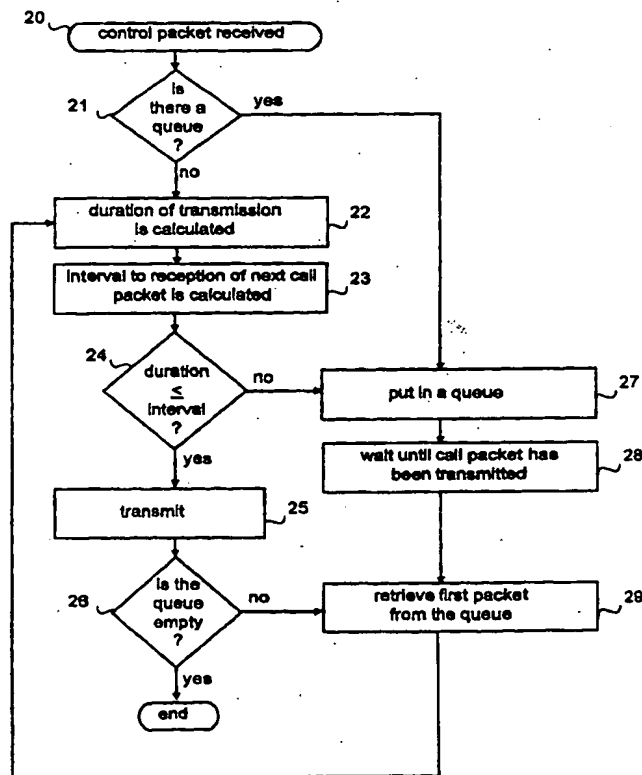 20
control packet received
21
is
there a
queue
?
yes
no
duration of transmission
is calculated
22
interval to reception of next call
packet is calculated
23
24
duration
≤
interval
?
no
yes
put in a queue
27
wait until call packet has
been transmitted
28
transmit
25
26
is the
queue
empty
?
no
yes
retrieve first packet
from the queue
29
end